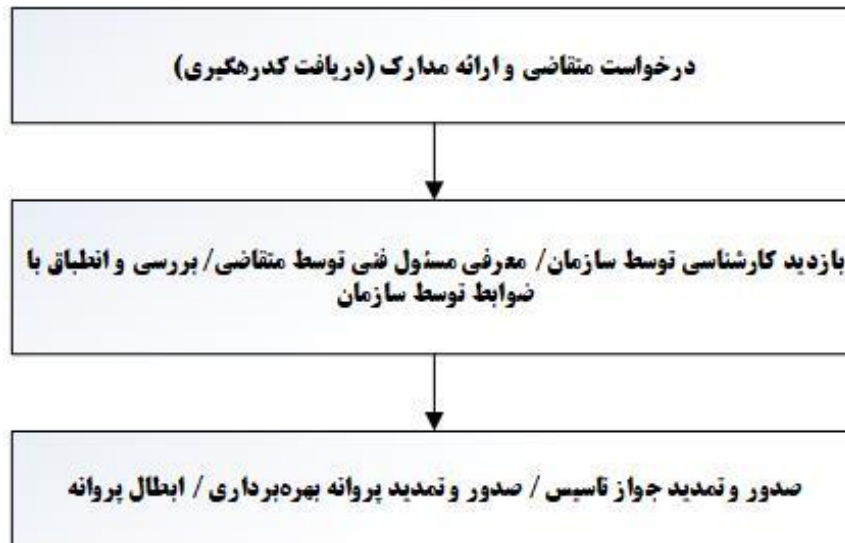 درخواست متقاضی و ارائه مدارک (دریافت کدرهگیری)
بازدید کارشناسی توسط سازمان/ معرفی مسئول فنی توسط متقاضی/ بررسی و انطباق با
ضوابط توسط سازمان
صدور و تمدید جواز تاسیس / صدور و تمدید پروانه بهره‌برداری / ابطال پروانه